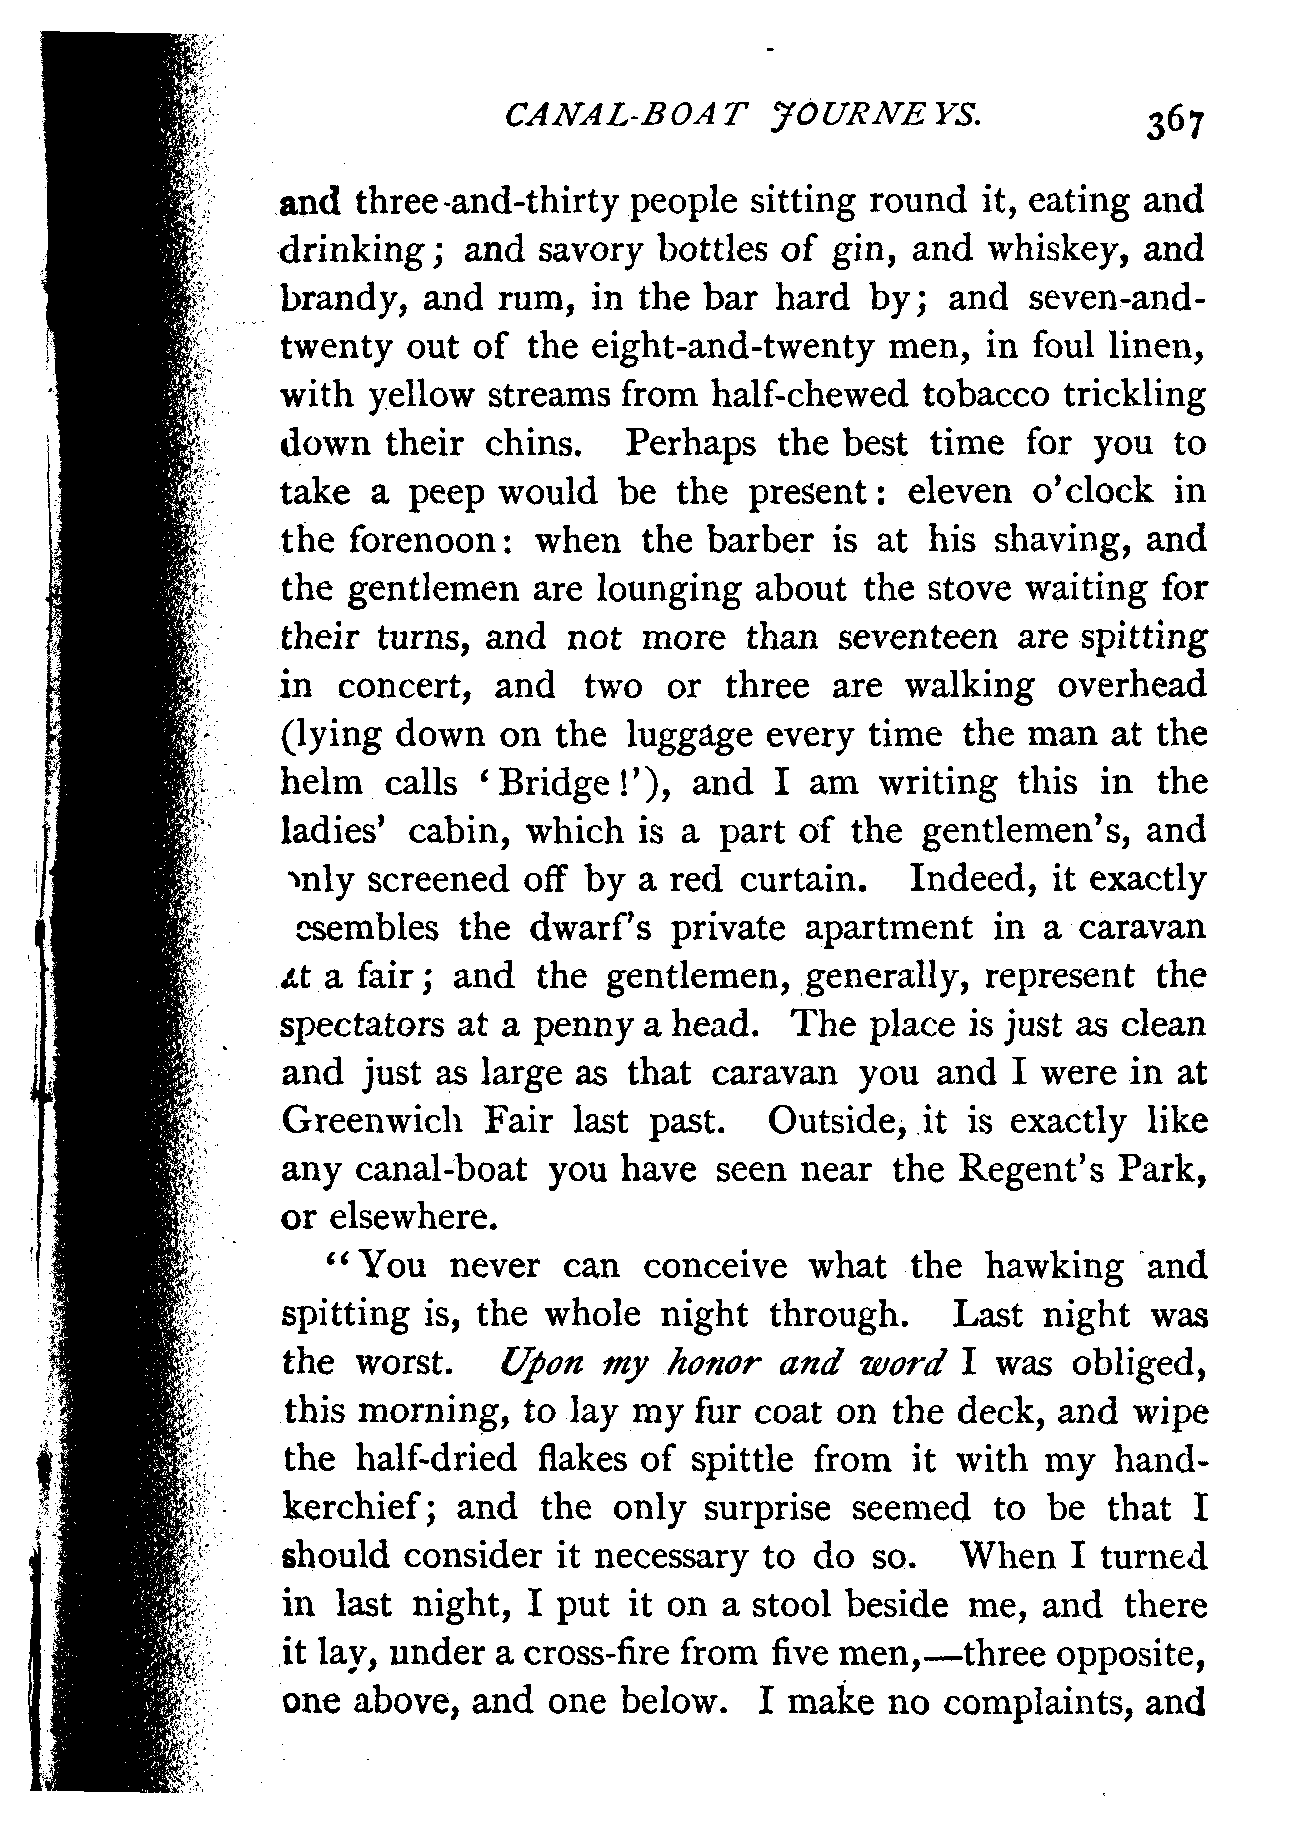 CANAL-BOAT JOURNEYS. 367
and three-and-thirty people sitting round it, eating and
drinking; and savory bottles of gin, and whiskey, and
brandy, and rum, in the bar hard by; and seven-and-
twenty out of the eight-and-twenty men, in foul linen,
with yellow streams from half-chewed tobacco trickling
down their chins. Perhaps the best time for you to
take a peep would be the present: eleven o'clock in
the forenoon: when the barber is at his shaving, and
the gentlemen are lounging about the stove waiting for
their turns, and not more than seventeen are spitting
in concert, and two or three are walking overhead
(lying down on the luggage every time the man at the
helm calls 'Bridge!'), and I am writing this in the
ladies' cabin, which is a part of the gentlemen's, and
only screened off by a red curtain. Indeed, it exactly
esembles the dwarf's private apartment in a caravan
at a fair; and the gentlemen, generally, represent the
spectators at a penny a head. The place is just as clean
and just as large as that caravan you and I were in at
Greenwich Fair last past. Outside, it is exactly like
any canal-boat you have seen near the Regent's Park,
or elsewhere.
"You never can conceive what the hawking and
spitting is, the whole night through. Last night was
the worst. Upon my honor and word I was obliged,
this morning, to lay my fur coat on the deck, and wipe
the half-dried flakes of spittle from it with my hand-
kerchief; and the only surprise seemed to be that I
should consider it necessary to do so. When I turned
in last night, I put it on a stool beside me, and there
it lay, under a cross-fire from five men,—three opposite,
one above, and one below. I make no complaints, and